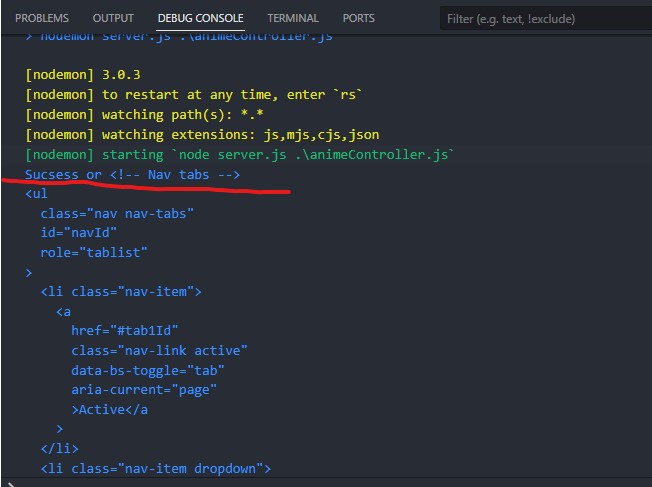 PROBLEMS OUTPUT DEBUG CONSOLE TERMINAL PORTS Filter (e.g. text, !exclude)
> nodemon server.js .\animeController.js
[nodemon] 3.0.3
[nodemon] to restart at any time, enter `rs`
[nodemon] watching path(s): *.*
[nodemon] watching extensions: js,mjs,cjs,json
[nodemon] starting `node server.js .\animeController.js`
Sucsess or <!-- Nav tabs -->
<ul
class="nav nav-tabs"
id="navId"
role="tablist"
>
<li class="nav-item">
<a
href="#tab1Id"
class="nav-link active"
data-bs-toggle="tab"
aria-current="page"
>Active</a
>
</li>
<li class="nav-item dropdown">